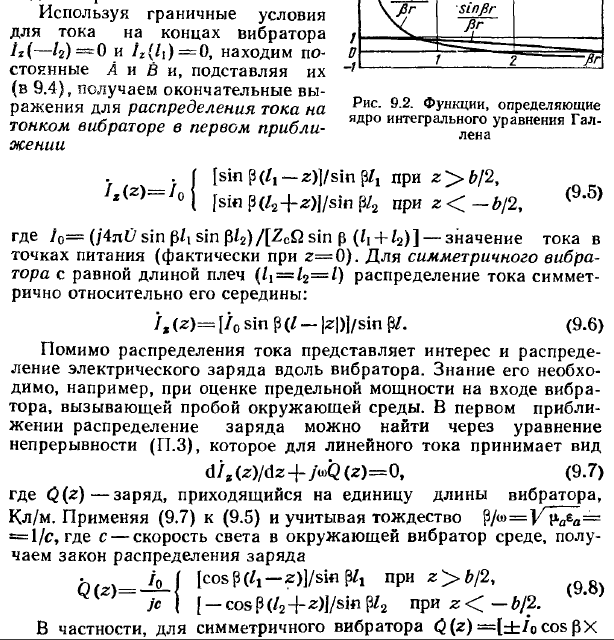 Используя граничные условия
для тока на концах вибратора
İz(—l₂)=0 и İz(l₁)=0, находим по-
стоянные А и В и, подставляя их
(в 9.4), получаем окончательные вы-
ражения для распределения тока на
тонком вибраторе в первом прибли-
жении
βr
sinβr
βr
1
0
—1
1
2
βr
Рис. 9.2. Функции, определяющие
ядро интегрального уравнения Гал-
лена
İz(z)=İ₀ { [sin β(l₁—z)]/sin βl₁ при z>b/2,
[sin β(l₂+z)]/sin βl₂ при z<—b/2, (9.5)
где İ₀=(j4πU̇ sin βl₁ sin βl₂)/[ZcΩ sin β (l₁+l₂)]—значение тока в
точках питания (фактически при z=0). Для симметричного вибра-
тора с равной длиной плеч (l₁=l₂=l) распределение тока симмет-
рично относительно его середины:
İz(z)=[İ₀ sin β(l—|z|)]/sin βl. (9.6)
Помимо распределения тока представляет интерес и распреде-
ление электрического заряда вдоль вибратора. Знание его необхо-
димо, например, при оценке предельной мощности на входе вибра-
тора, вызывающей пробой окружающей среды. В первом прибли-
жении распределение заряда можно найти через уравнение
непрерывности (П.3), которое для линейного тока принимает вид
dİz(z)/dz+jωQ̇(z)=0, (9.7)
где Q̇(z)—заряд, приходящийся на единицу длины вибратора,
Кл/м. Применяя (9.7) к (9.5) и учитывая тождество β/ω=√μₐεₐ=
=1/c, где c—скорость света в окружающей вибратор среде, полу-
чаем закон распределения заряда
Q̇(z)= İ₀/jc { [cos β(l₁—z)]/sin βl₁ при z>b/2,
[—cos β(l₂+z)]/sin βl₂ при z<—b/2. (9.8)
В частности, для симметричного вибратора Q̇(z)=[±İ₀ cos β×